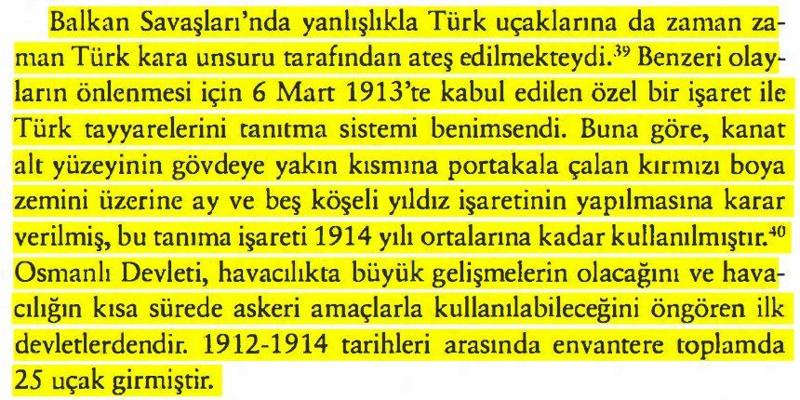 Balkan Savaşları’nda yanlışlıkla Türk uçaklarına da zaman za-
man Türk kara unsuru tarafından ateş edilmekteydi.³⁹ Benzeri olay-
ların önlenmesi için 6 Mart 1913’te kabul edilen özel bir işaret ile
Türk tayyarelerini tanıtma sistemi benimsendi. Buna göre, kanat
alt yüzeyinin gövdeye yakın kısmına portakala çalan kırmızı boya
zemini üzerine ay ve beş köşeli yıldız işaretinin yapılmasına karar
verilmiş, bu tanıma işareti 1914 yılı ortalarına kadar kullanılmıştır.⁴⁰
Osmanlı Devleti, havacılıkta büyük gelişmelerin olacağını ve hava-
cılığın kısa sürede askeri amaçlarla kullanılabileceğini öngören ilk
devletlerdendir. 1912-1914 tarihleri arasında envantere toplamda
25 uçak girmiştir.